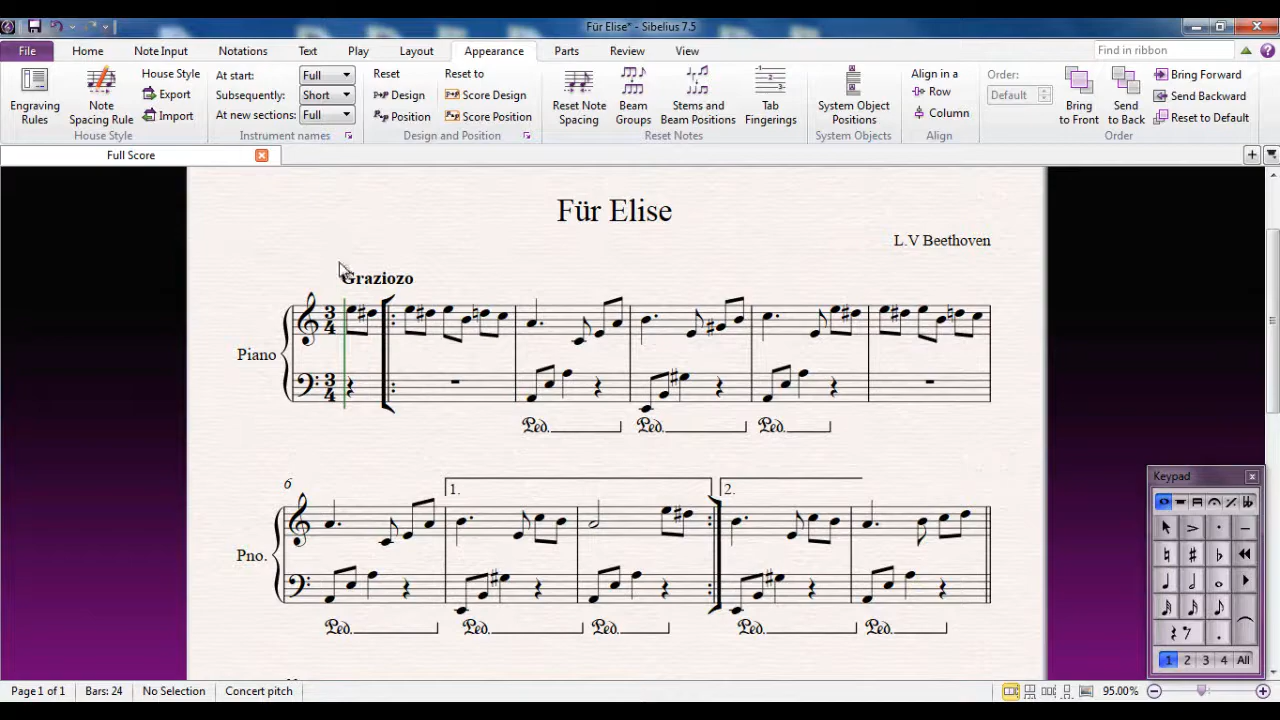 Für Elise* - Sibelius 7.5
File Home Note Input Notations Text Play Layout Appearance Parts Review View Find in ribbon
Engraving Rules
Note Spacing Rule
House Style
Export
Import
House Style
At start: Full
Subsequently: Short
At new sections: Full
Instrument names
Reset
Design
Position
Reset to
Score Design
Score Position
Design and Position
Reset Note Spacing
Beam Groups
Stems and Beam Positions
Tab Fingerings
Reset Notes
System Object Positions
System Objects
Align in a
Row
Column
Align
Order:
Default
Bring to Front
Send to Back
Bring Forward
Send Backward
Reset to Default
Order
Full Score
Für Elise
L.V Beethoven
Graziozo
3 4
Piano
3 4
Ped. Ped. Ped.
6
1. 2.
Pno.
Ped. Ped. Ped. Ped. Ped.
Keypad
1 2 3 4 All
Page 1 of 1 Bars: 24 No Selection Concert pitch 95.00%